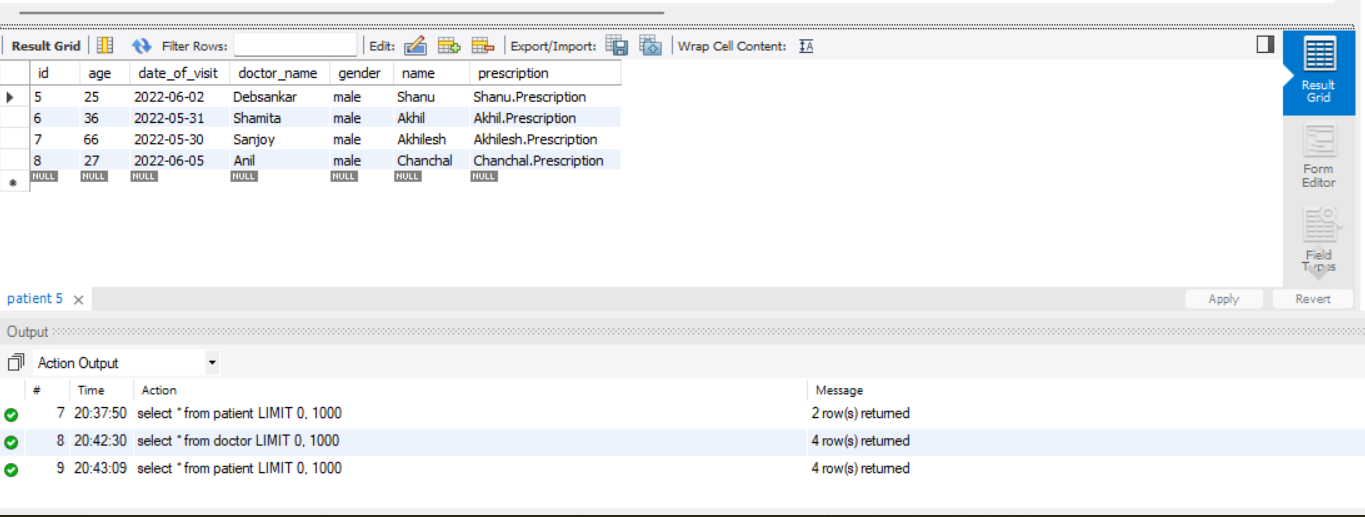 Result Grid Filter Rows: Edit: Export/Import: Wrap Cell Content: IA
id age date_of_visit doctor_name gender name prescription
5 25 2022-06-02 Debsankar male Shanu Shanu.Prescription
6 36 2022-05-31 Shamita male Akhil Akhil.Prescription
7 66 2022-05-30 Sanjoy male Akhilesh Akhilesh.Prescription
8 27 2022-06-05 Anil male Chanchal Chanchal.Prescription
NULL NULL NULL NULL NULL NULL NULL
Result
Grid
Form
Editor
Field
Types
patient 5 Apply Revert
Output
Action Output
# Time Action Message
7 20:37:50 select * from patient LIMIT 0, 1000 2 row(s) returned
8 20:42:30 select * from doctor LIMIT 0, 1000 4 row(s) returned
9 20:43:09 select * from patient LIMIT 0, 1000 4 row(s) returned